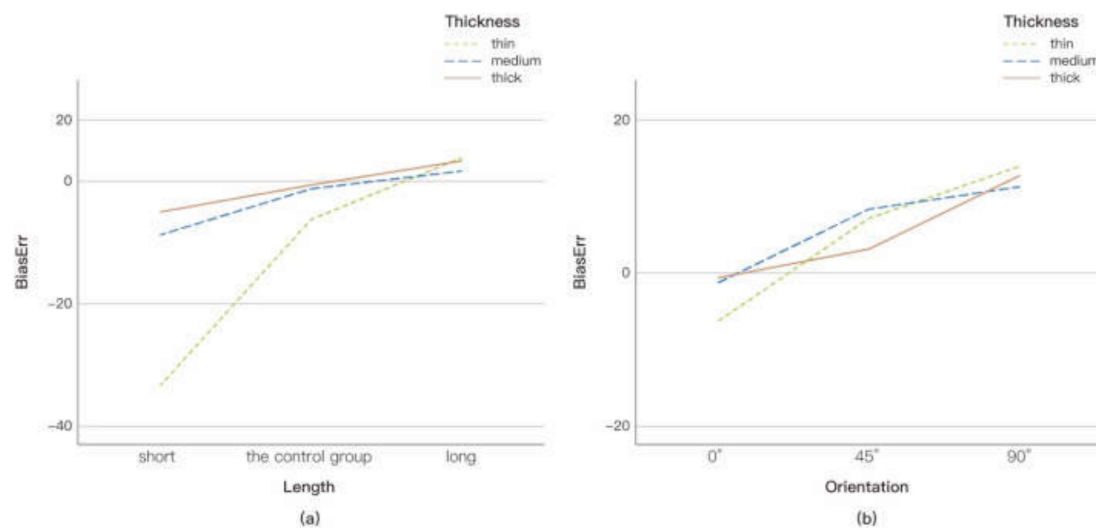 Thickness
thin
medium
thick
20
0
-20
-40
BiasErr
short
the control group
long
Length
(a)
Thickness
thin
medium
thick
20
0
-20
BiasErr
0°
45°
90°
Orientation
(b)